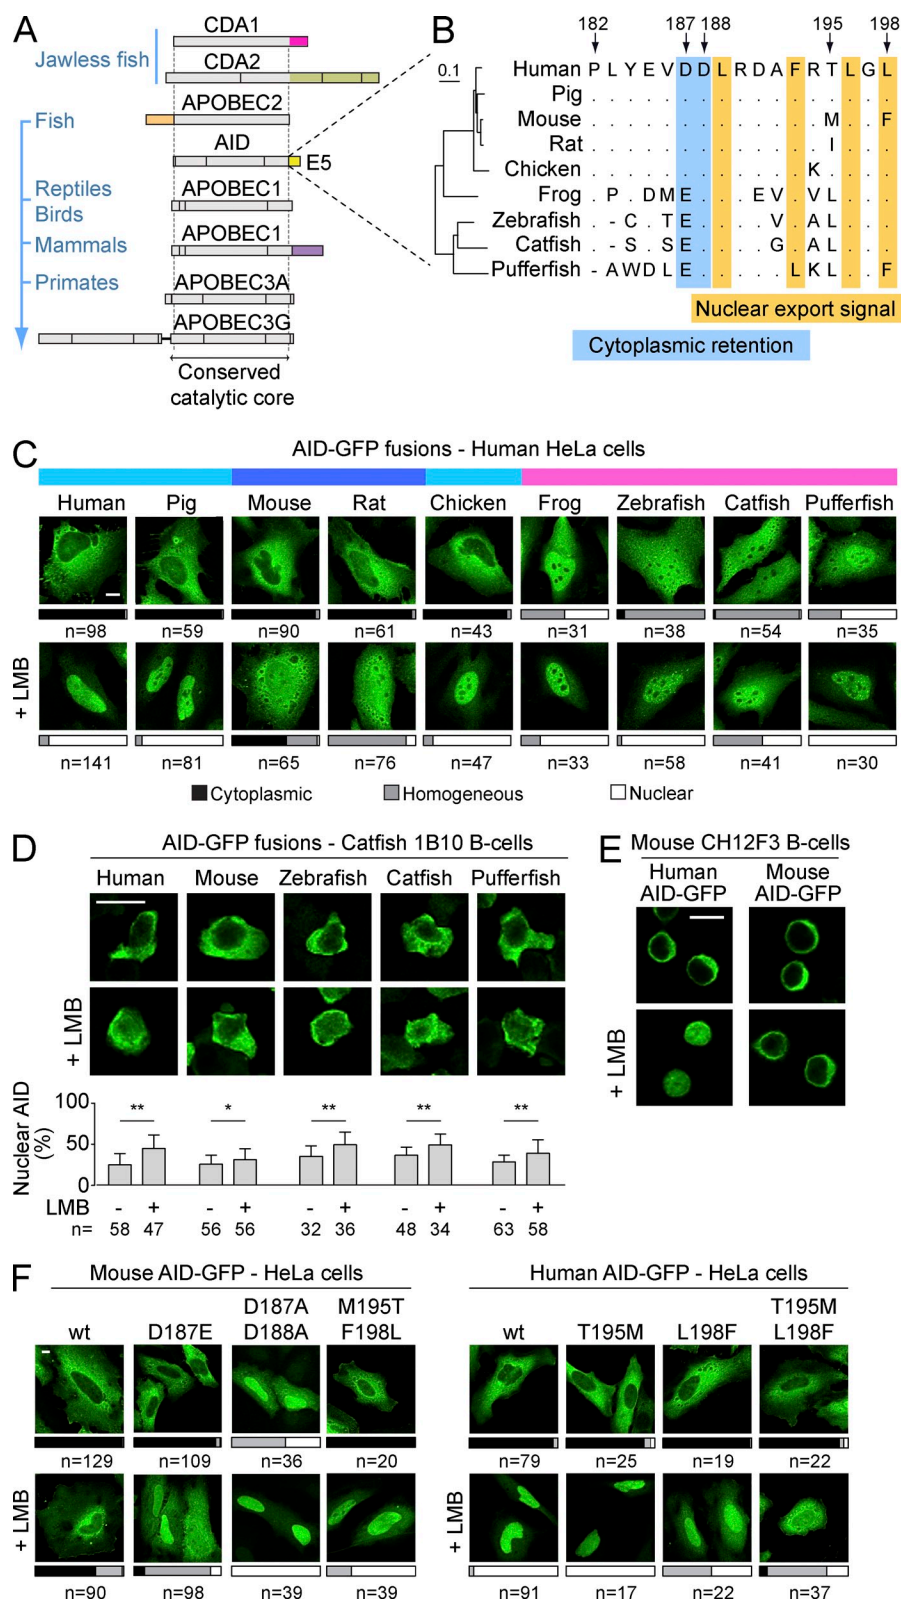 A
CDA1
Jawless fish
CDA2
APOBEC2
Fish
AID
E5
Reptiles
Birds
APOBEC1
Mammals
APOBEC1
Primates
APOBEC3A
APOBEC3G
Conserved
catalytic core
B
182 187 188 195 198
0.1
Human P L Y E V D D L R D A F R T L G L
Pig . . . . . . . . . . . . . . . . .
Mouse . . . . . . . . . . . . . M . . F
Rat . . . . . . . . . . . . . I . . .
Chicken . . . . . . . . . . . . K . . . .
Frog . P . D M E . . . E V . V L . . .
Zebrafish . - C . T E . . . . V . A L . . .
Catfish . - S . S E . . . . G . A L . . .
Pufferfish - A W D L E . . . . . L K L . . F
Nuclear export signal
Cytoplasmic retention
C
AID-GFP fusions - Human HeLa cells
Human Pig Mouse Rat Chicken Frog Zebrafish Catfish Pufferfish
n=98 n=59 n=90 n=61 n=43 n=31 n=38 n=54 n=35
+ LMB
n=141 n=81 n=65 n=76 n=47 n=33 n=58 n=41 n=30
Cytoplasmic Homogeneous Nuclear
D
AID-GFP fusions - Catfish 1B10 B-cells
Human Mouse Zebrafish Catfish Pufferfish
+ LMB
Nuclear AID
(%)
100
50
0
** * ** ** **
LMB - + - + - + - + - +
n= 58 47 56 56 32 36 48 34 63 58
E
Mouse CH12F3 B-cells
Human
AID-GFP
Mouse
AID-GFP
+ LMB
F
Mouse AID-GFP - HeLa cells
wt D187E D187A D188A M195T F198L
n=129 n=109 n=36 n=20
+ LMB
n=90 n=98 n=39 n=39
Human AID-GFP - HeLa cells
wt T195M L198F T195M L198F
n=79 n=25 n=19 n=22
+ LMB
n=91 n=17 n=22 n=37